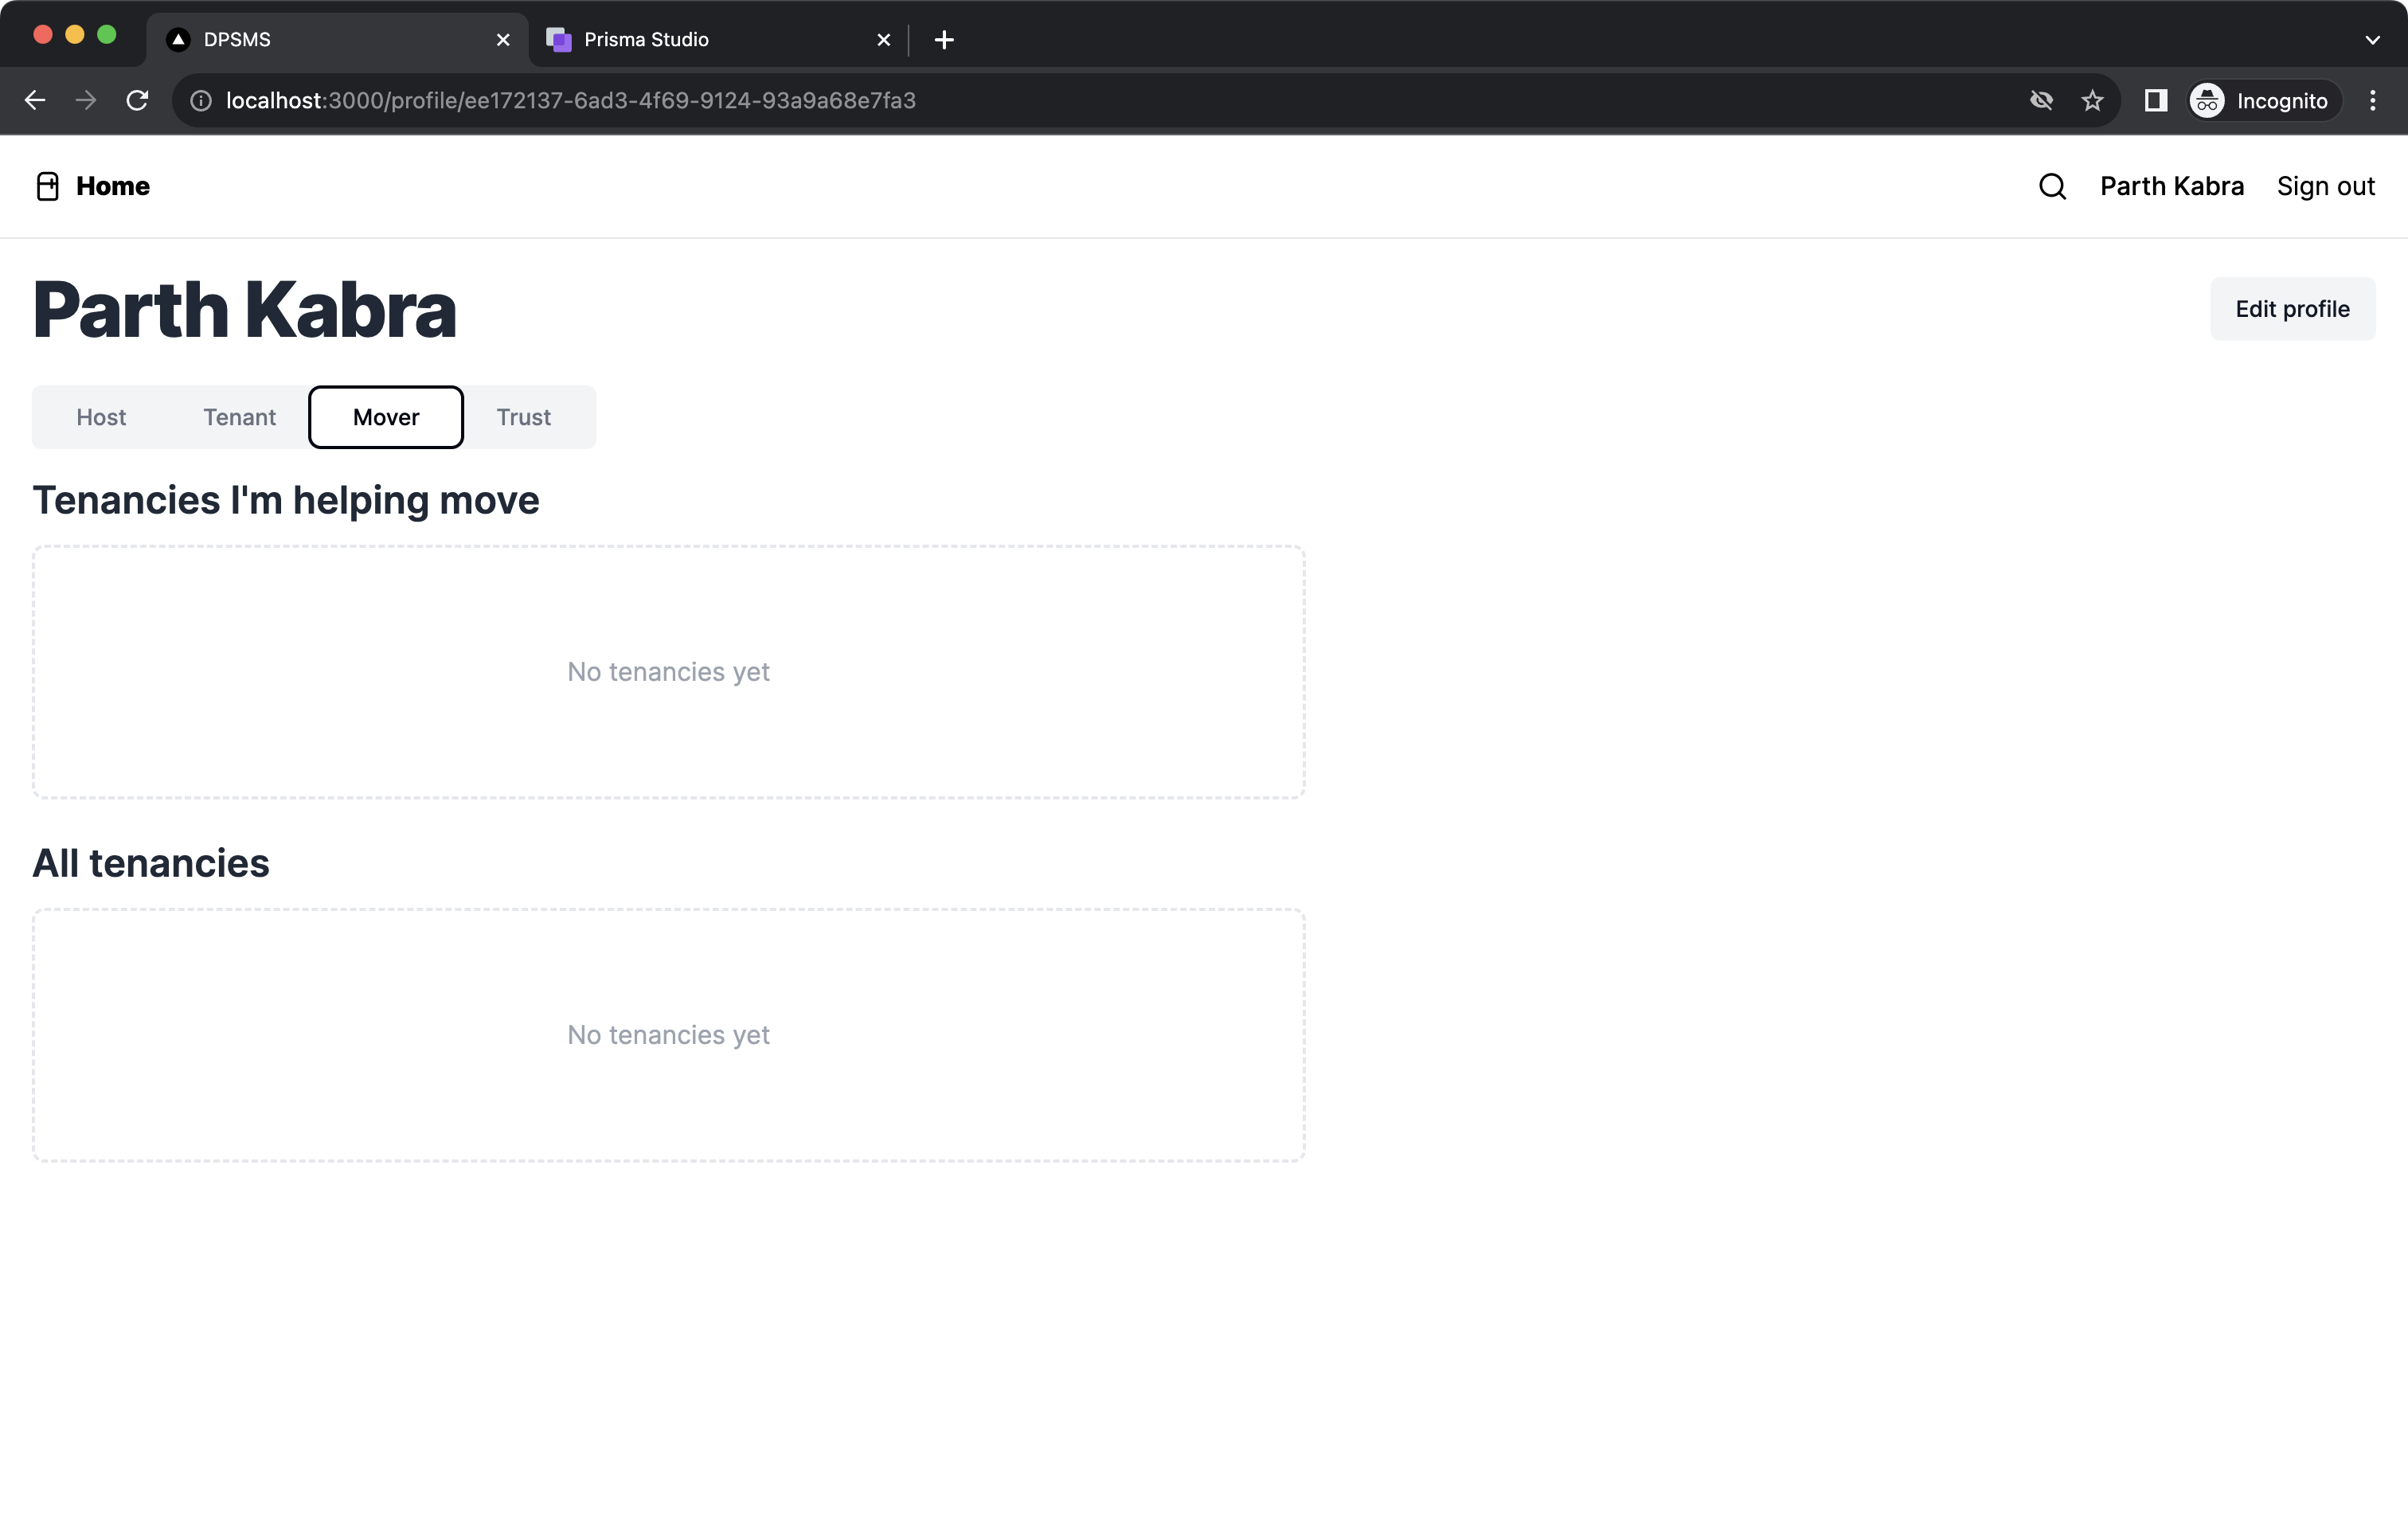 DPSMS
Prisma Studio
localhost:3000/profile/ee172137-6ad3-4f69-9124-93a9a68e7fa3
Incognito
Home
Parth Kabra
Sign out
Parth Kabra
Edit profile
Host
Tenant
Mover
Trust
Tenancies I'm helping move
No tenancies yet
All tenancies
No tenancies yet